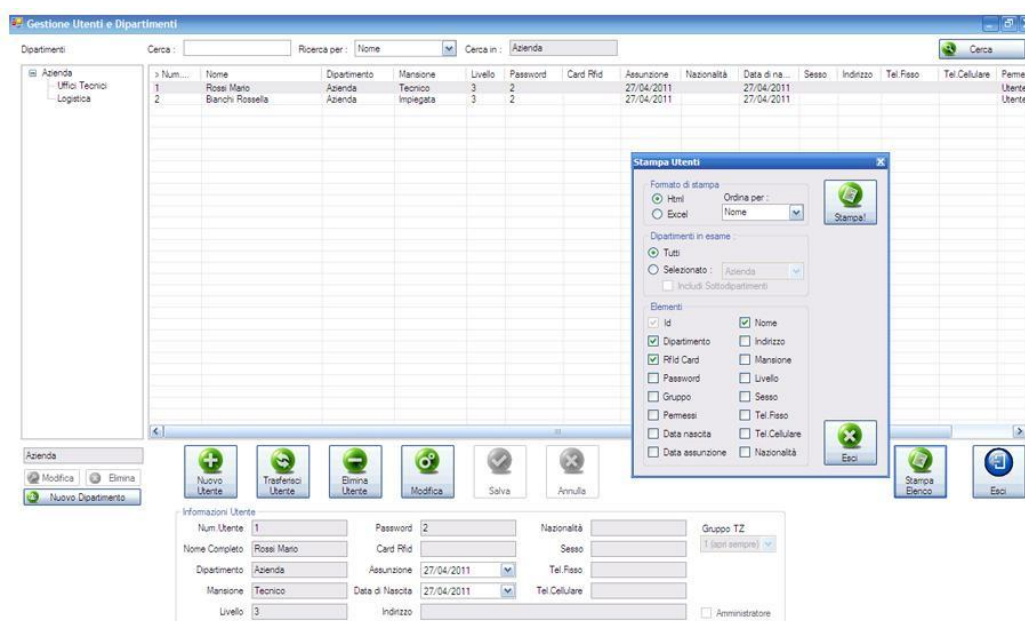 Gestione Utenti e Dipartimenti
Dipartimenti Cerca : Ricerca per : Nome Cerca in : Azienda Cerca
Azienda
Uffici Tecnici
Logistica
> Num.... Nome Dipartimento Mansione Livello Password Card Rfid Assunzione Nazionalità Data di na... Sesso Indirizzo Tel.Fisso Tel.Cellulare Perme
1 Rossi Mario Azienda Tecnico 3 2 27/04/2011 27/04/2011 Utente
2 Bianchi Rossella Azienda Impiegata 3 2 27/04/2011 27/04/2011 Utente
Stampa Utenti
Formato di stampa
Html Ordina per :
Excel Nome
Stampa!
Dipartimenti in esame :
Tutti
Selezionato : Azienda
Includi Sottodipartimenti
Elementi
Id Nome
Dipartimento Indirizzo
Rfid Card Mansione
Password Livello
Gruppo Sesso
Permessi Tel.Fisso
Data nascita Tel.Cellulare
Data assunzione Nazionalità
Esci
Azienda
Modifica Elimina
Nuovo Dipartimento
Nuovo Utente
Trasferisci Utente
Elimina Utente
Modifica
Salva
Annulla
Stampa Elenco
Esci
Informazioni Utente
Num.Utente 1 Password 2 Nazionalità Gruppo TZ
Nome Completo Rossi Mario Card Rfid Sesso 1 (apri sempre)
Dipartimento Azienda Assunzione 27/04/2011 Tel.Fisso
Mansione Tecnico Data di Nascita 27/04/2011 Tel.Cellulare
Livello 3 Indirizzo Amministratore